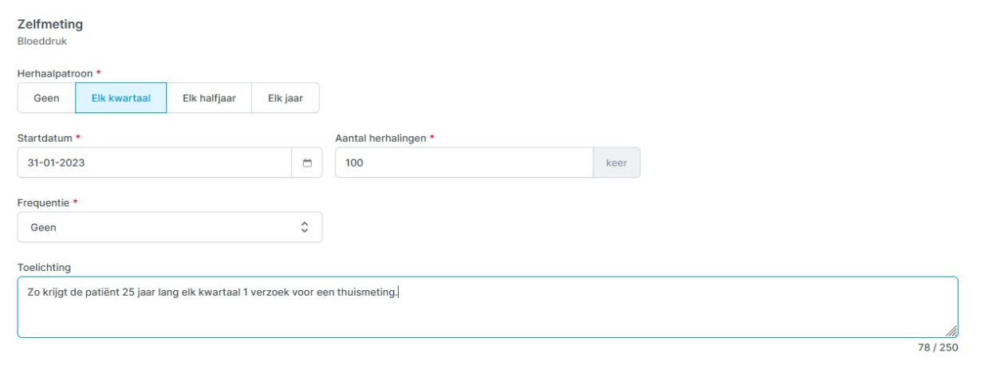 Zelfmeting
Bloeddruk
Herhaalpatroon *
Geen Elk kwartaal Elk halfjaar Elk jaar
Startdatum * Aantal herhalingen *
31-01-2023 100 keer
Frequentie *
Geen
Toelichting
Zo krijgt de patiënt 25 jaar lang elk kwartaal 1 verzoek voor een thuismeting.
78 / 250